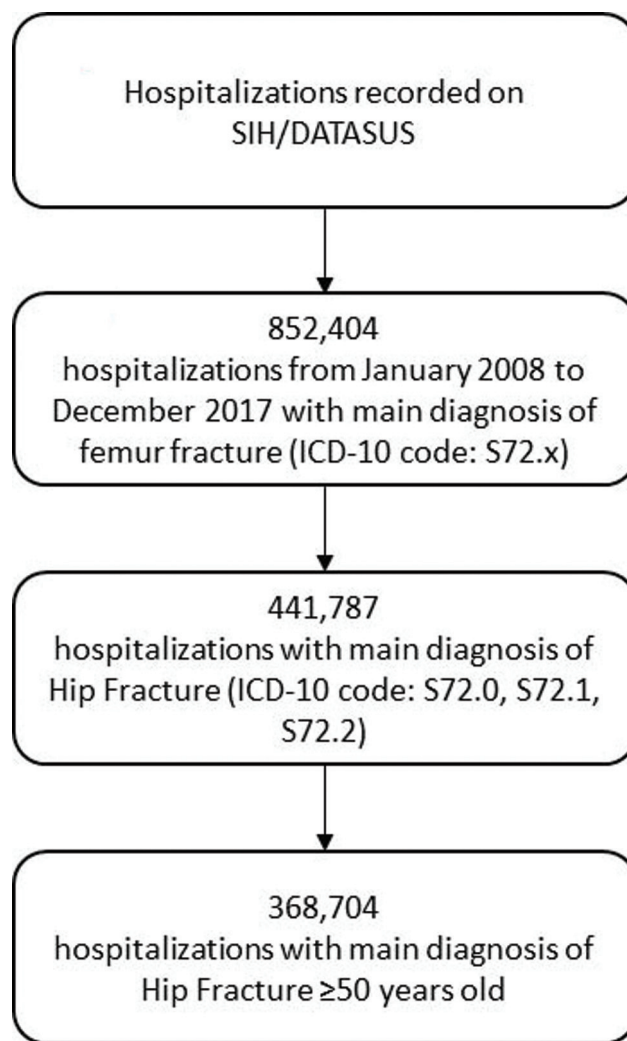 Hospitalizations recorded on
SIH/DATASUS
852,404
hospitalizations from January 2008 to
December 2017 with main diagnosis of
femur fracture (ICD-10 code: S72.x)
441,787
hospitalizations with main diagnosis of
Hip Fracture (ICD-10 code: S72.0, S72.1,
S72.2)
368,704
hospitalizations with main diagnosis of
Hip Fracture ≥50 years old